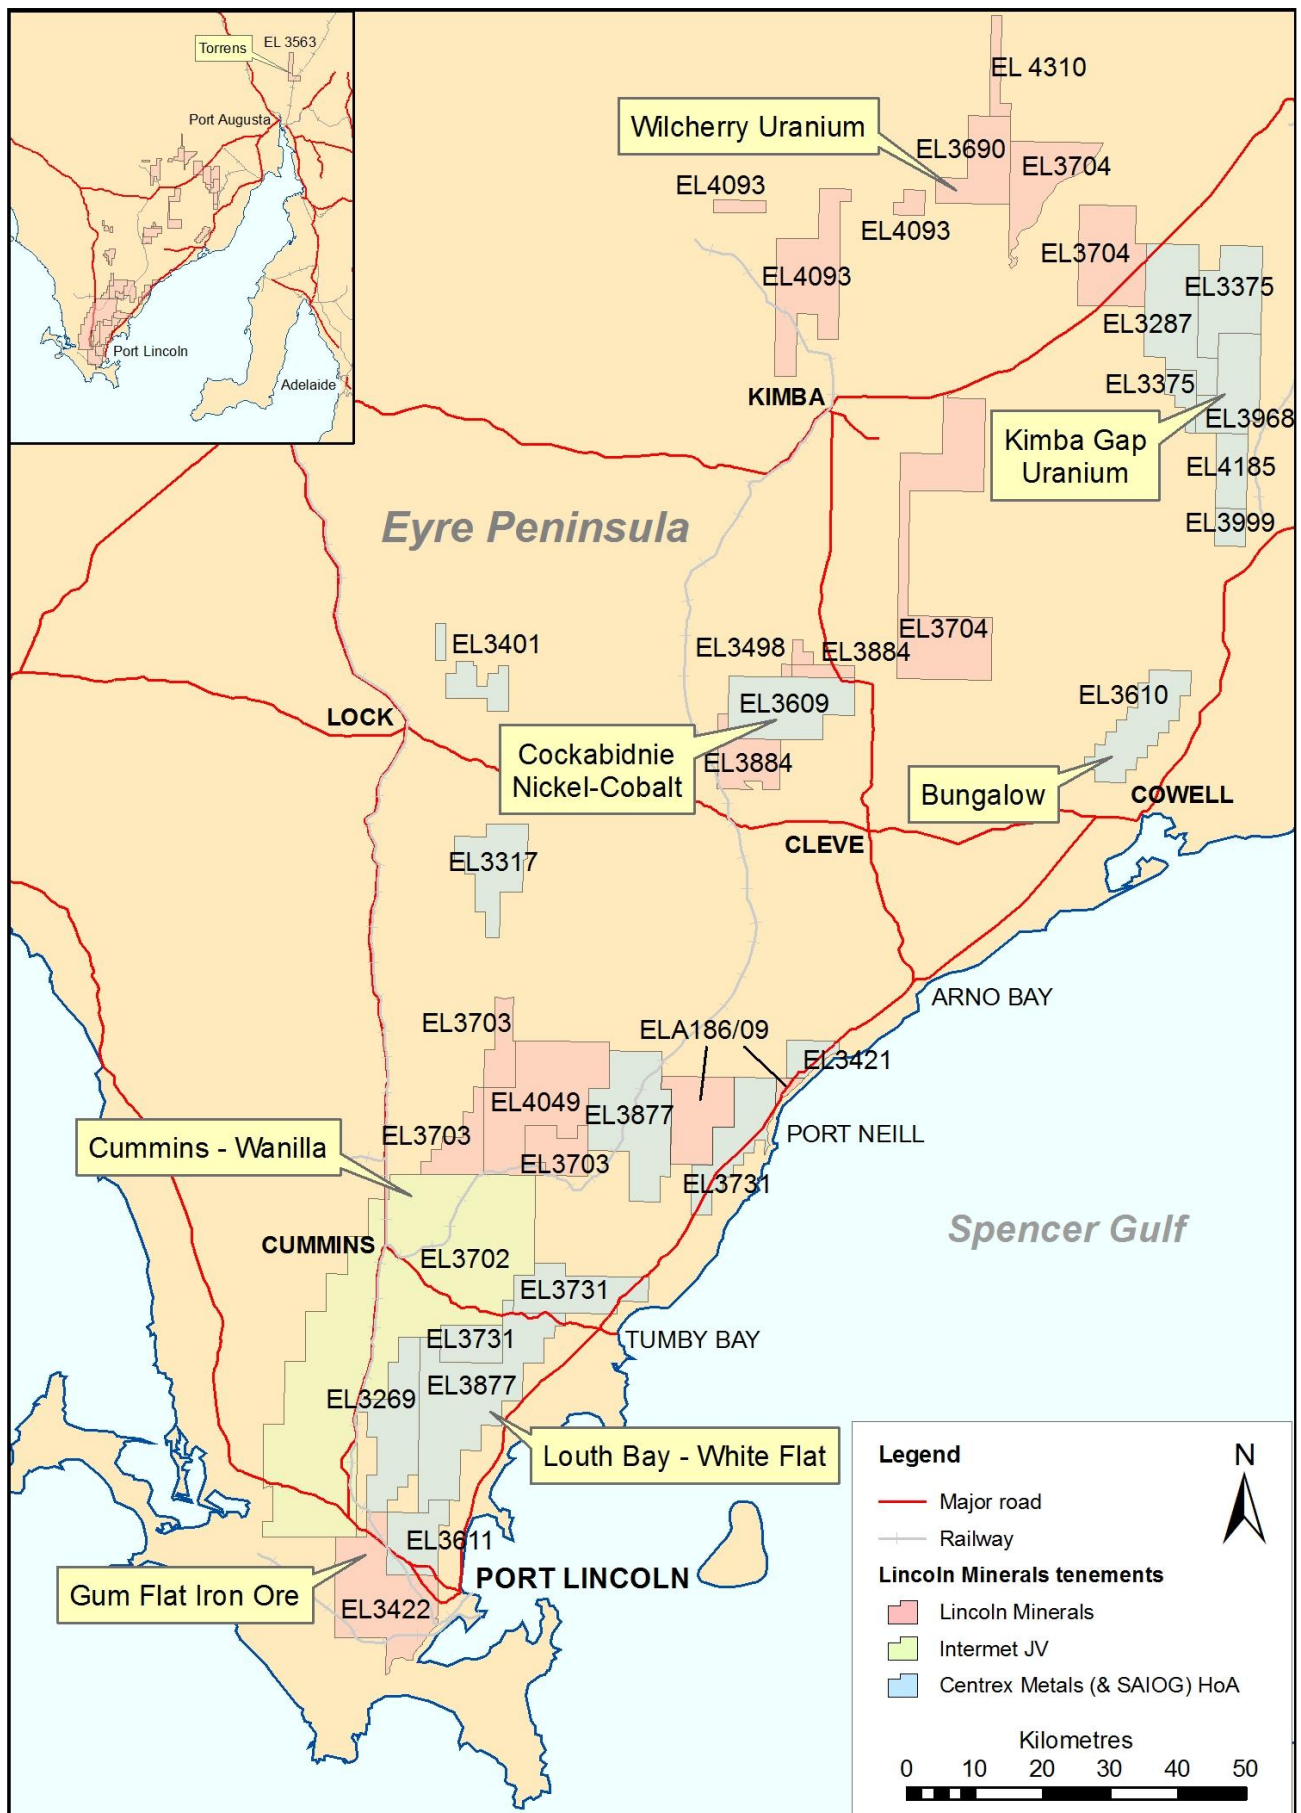 Torrens
EL 3563
Port Augusta
Port Lincoln
Adelaide
EL 4310
Wilcherry Uranium
EL3690
EL3704
EL4093
EL4093
EL3704
EL4093
EL3375
EL3287
EL3375
KIMBA
EL3968
Kimba Gap
Uranium
EL4185
EL3999
Eyre Peninsula
EL3401
EL3498
EL3884
EL3704
EL3610
EL3609
LOCK
Cockabidnie
Nickel-Cobalt
EL3884
Bungalow
COWELL
CLEVE
EL3317
ARNO BAY
EL3703
ELA186/09
EL3421
EL4049
EL3877
EL3703
PORT NEILL
Cummins - Wanilla
EL3703
EL3731
Spencer Gulf
CUMMINS
EL3702
EL3731
EL3731
TUMBY BAY
EL3877
EL3269
Louth Bay - White Flat
EL3611
PORT LINCOLN
Gum Flat Iron Ore
EL3422
Legend
N
Major road
Railway
Lincoln Minerals tenements
Lincoln Minerals
Intermet JV
Centrex Metals (& SAIOG) HoA
Kilometres
0 10 20 30 40 50